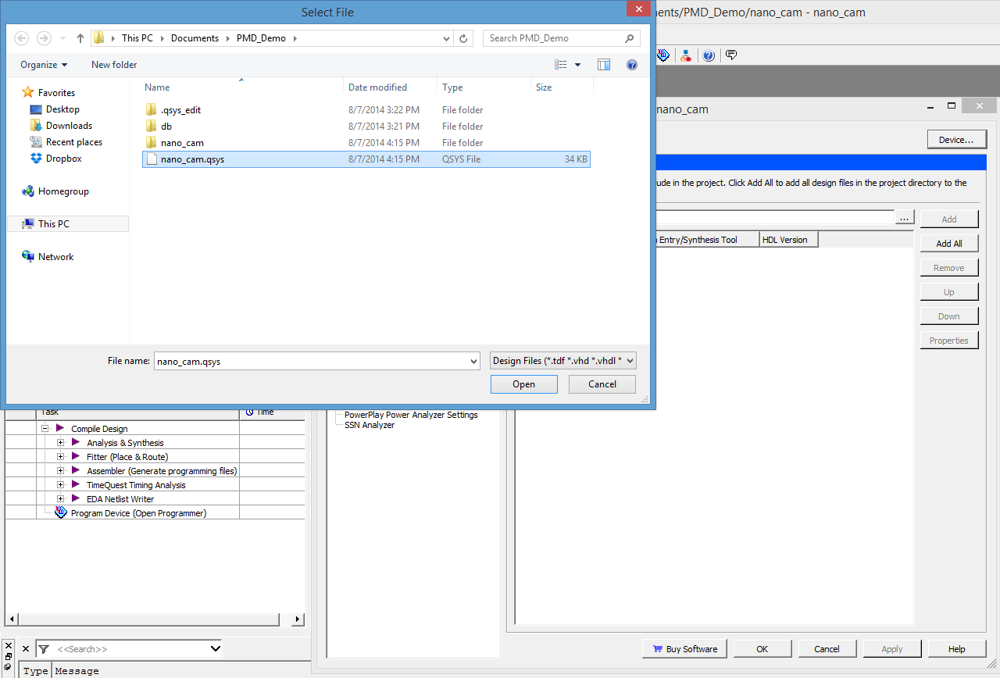 Select File
ents/PMD_Demo/nano_cam - nano_cam
This PC Documents PMD_Demo
Search PMD_Demo
Organize New folder
Name Date modified Type Size
Favorites
Desktop
Downloads
Recent places
Dropbox
Homegroup
This PC
Network
.qsys_edit 8/7/2014 3:22 PM File folder
db 8/7/2014 3:21 PM File folder
nano_cam 8/7/2014 4:15 PM File folder
nano_cam.qsys 8/7/2014 4:15 PM QSYS File 34 KB
File name: nano_cam.qsys
Design Files (*.tdf *.vhd *.vhdl *
Open Cancel
nano_cam
Device...
ude in the project. Click Add All to add all design files in the project directory to the
...
Add
Entry/Synthesis Tool HDL Version
Add All
Remove
Up
Down
Properties
Task Time
Compile Design
Analysis & Synthesis
Fitter (Place & Route)
Assembler (Generate programming files)
TimeQuest Timing Analysis
EDA Netlist Writer
Program Device (Open Programmer)
PowerPlay Power Analyzer Settings
SSN Analyzer
<<Search>>
Type Message
Buy Software OK Cancel Apply Help